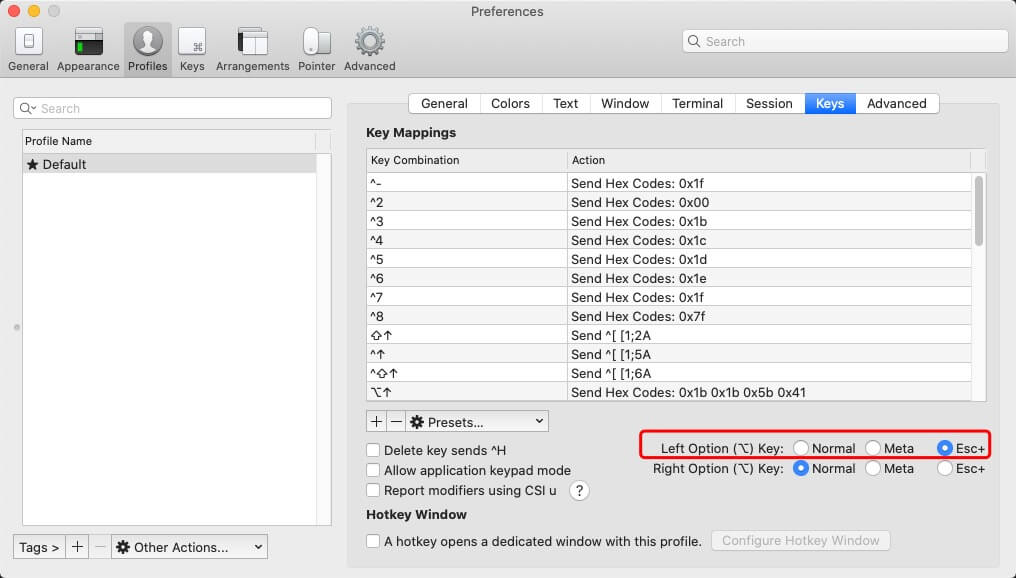 Preferences
General Appearance Profiles Keys Arrangements Pointer Advanced
Search
Search
Profile Name
★ Default
General Colors Text Window Terminal Session Keys Advanced
Key Mappings
Key Combination Action
^- Send Hex Codes: 0x1f
^2 Send Hex Codes: 0x00
^3 Send Hex Codes: 0x1b
^4 Send Hex Codes: 0x1c
^5 Send Hex Codes: 0x1d
^6 Send Hex Codes: 0x1e
^7 Send Hex Codes: 0x1f
^8 Send Hex Codes: 0x7f
⇧↑ Send ^[ [1;2A
^↑ Send ^[ [1;5A
^⇧↑ Send ^[ [1;6A
⌥↑ Send Hex Codes: 0x1b 0x1b 0x5b 0x41
+ − Presets...
Delete key sends ^H
Allow application keypad mode
Report modifiers using CSI u ?
Left Option (⌥) Key: Normal Meta Esc+
Right Option (⌥) Key: Normal Meta Esc+
Hotkey Window
A hotkey opens a dedicated window with this profile. Configure Hotkey Window
Tags > + − Other Actions...